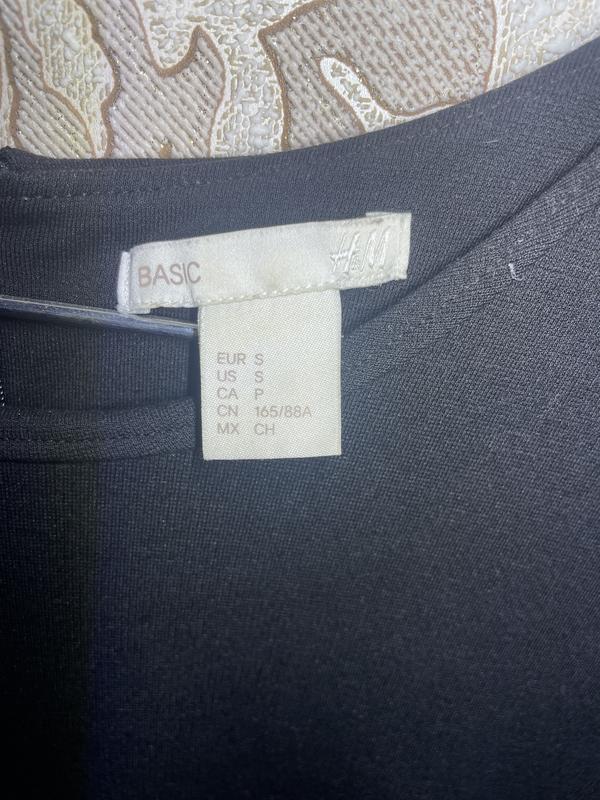 BASIC H&M
EUR S
US S
CA P
CN 165/88A
MX CH